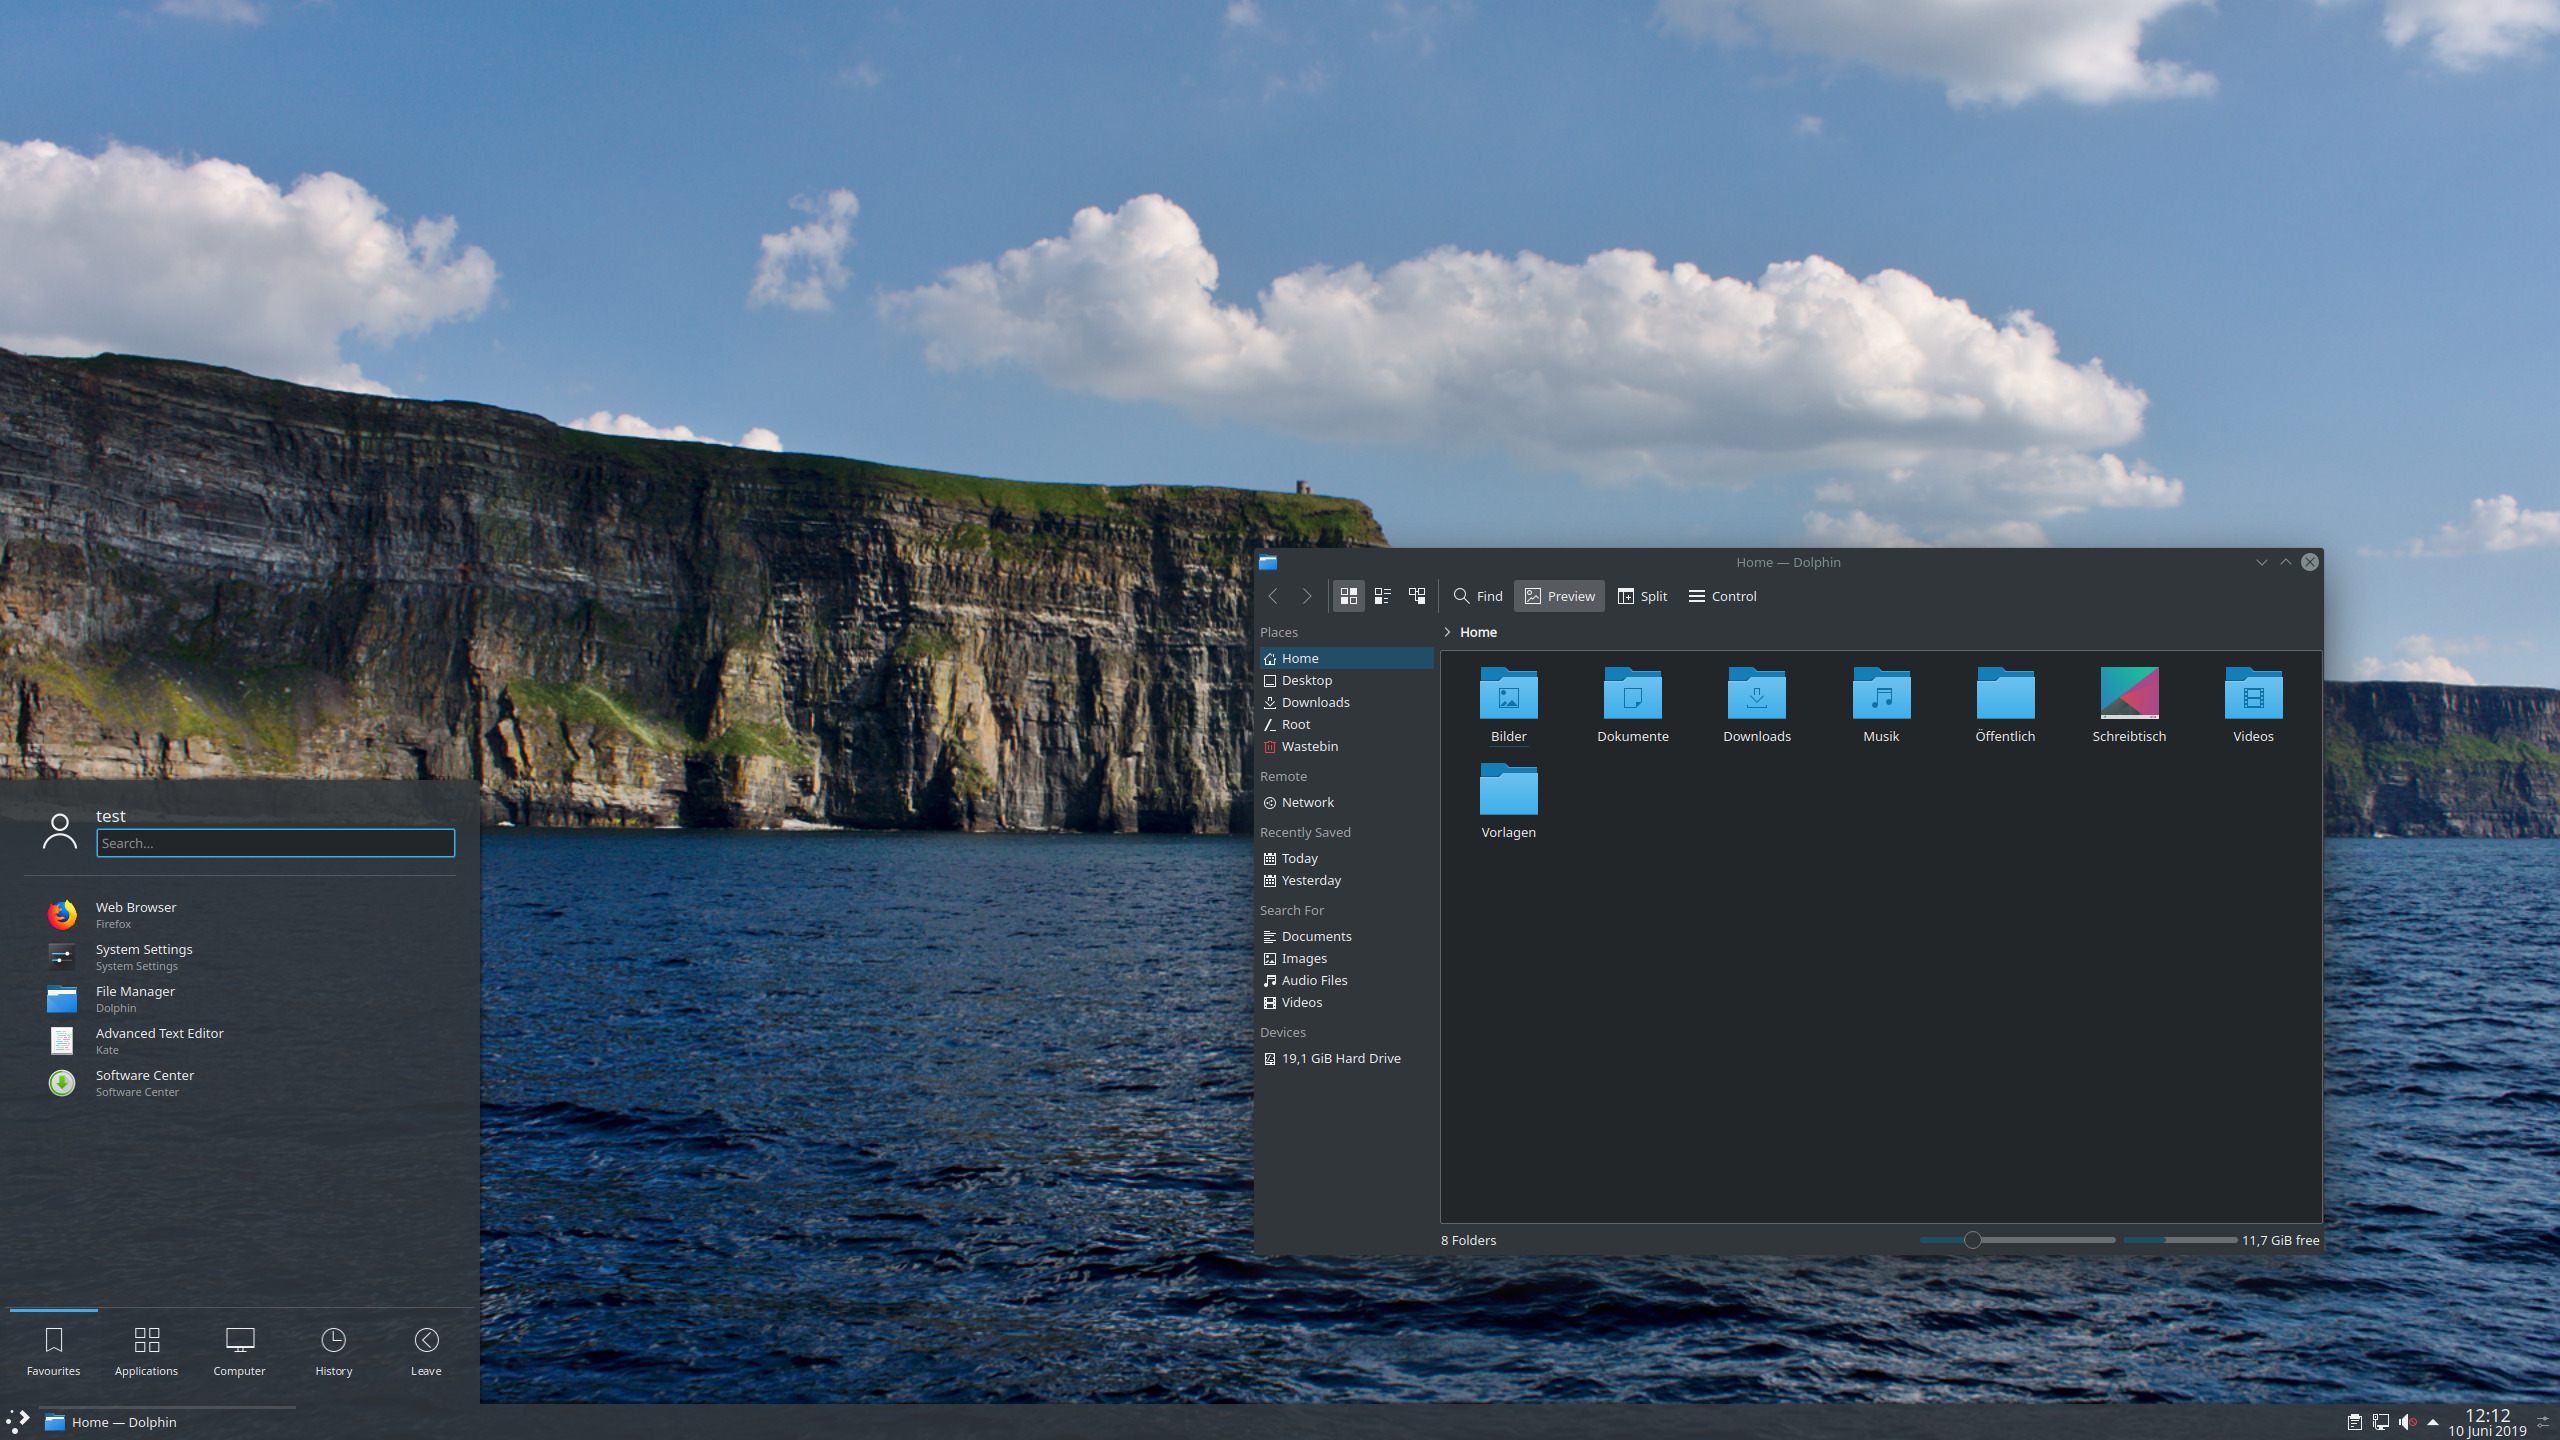 Home — Dolphin
Find
Preview
Split
Control
Places
Home
Desktop
Downloads
Root
Wastebin
Remote
Network
Recently Saved
Today
Yesterday
Search For
Documents
Images
Audio Files
Videos
Devices
19,1 GiB Hard Drive
Home
Bilder
Dokumente
Downloads
Musik
Öffentlich
Schreibtisch
Videos
Vorlagen
8 Folders
11,7 GiB free
test
Search...
Web Browser
Firefox
System Settings
System Settings
File Manager
Dolphin
Advanced Text Editor
Kate
Software Center
Software Center
Favourites
Applications
Computer
History
Leave
Home — Dolphin
12:12
10 Juni 2019